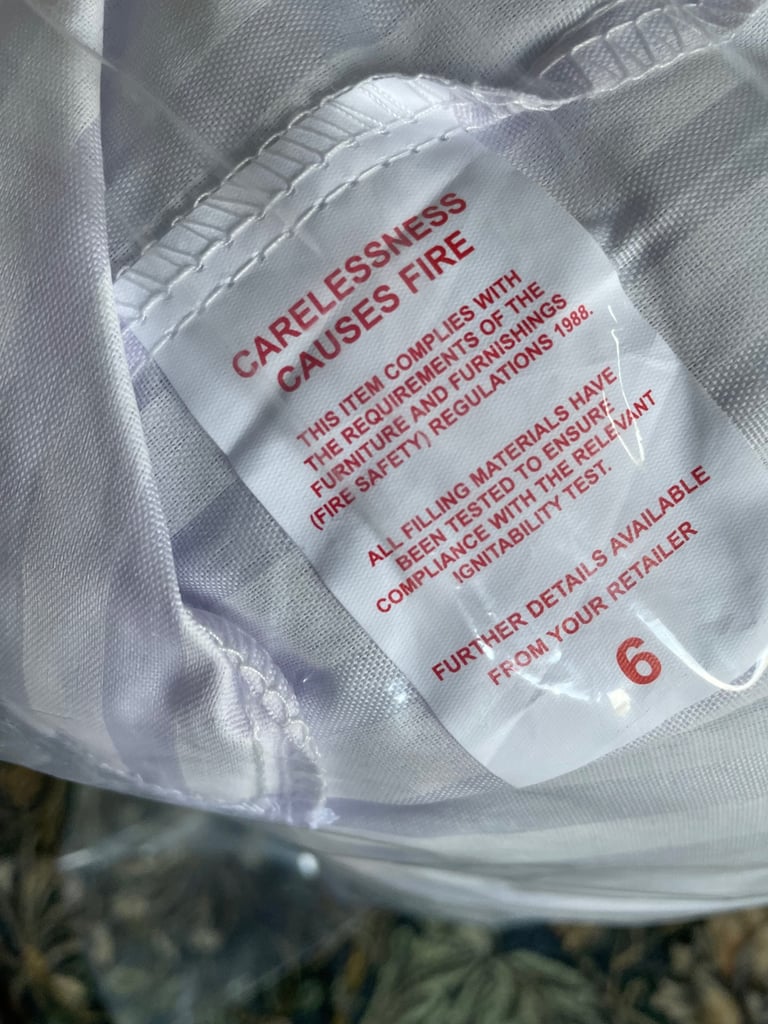 CARELESSNESS
CAUSES FIRE
THIS ITEM COMPLIES WITH
THE REQUIREMENTS OF THE
FURNITURE AND FURNISHINGS
(FIRE SAFETY) REGULATIONS 1988.
ALL FILLING MATERIALS HAVE
BEEN TESTED TO ENSURE
COMPLIANCE WITH THE RELEVANT
IGNITABILITY TEST.
FURTHER DETAILS AVAILABLE
FROM YOUR RETAILER
6